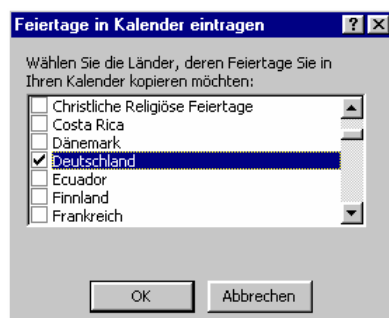 Feiertage in Kalender eintragen
Wählen Sie die Länder, deren Feiertage Sie in
Ihren Kalender kopieren möchten:
Christliche Religiöse Feiertage
Costa Rica
Dänemark
Deutschland
Ecuador
Finnland
Frankreich
OK
Abbrechen